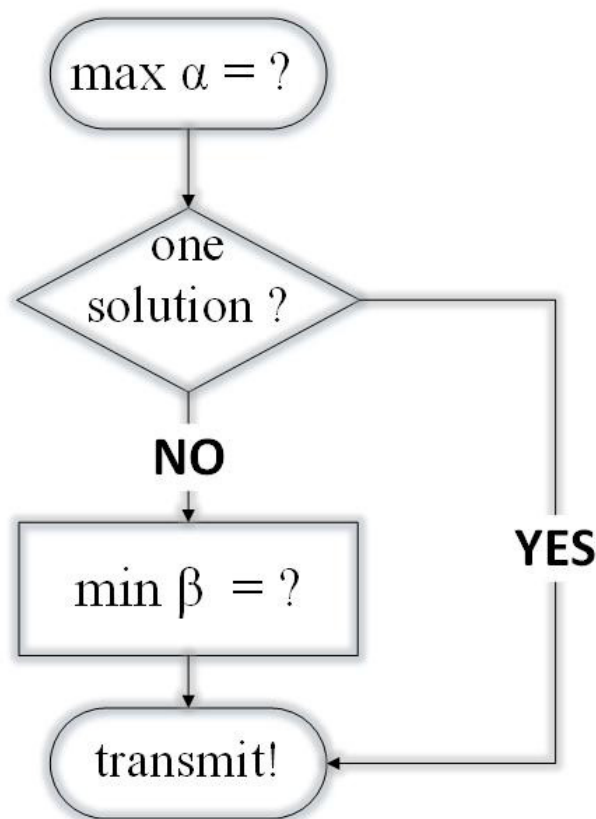 max α = ?
one
solution ?
NO
YES
min β = ?
transmit!